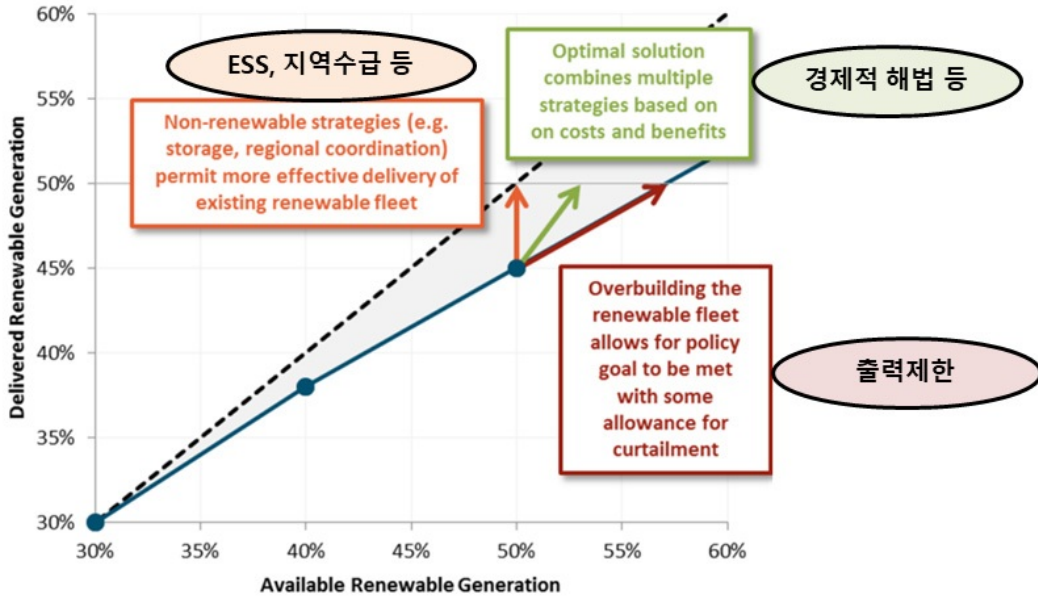 60%
55%
50%
45%
40%
35%
30%
Delivered Renewable Generation
ESS, 지역수급 등
Non-renewable strategies (e.g.
storage, regional coordination)
permit more effective delivery of
existing renewable fleet
Optimal solution
combines multiple
strategies based on
on costs and benefits
경제적 해법 등
Overbuilding the
renewable fleet
allows for policy
goal to be met
with some
allowance for
curtailment
출력제한
30%
35%
40%
45%
50%
55%
60%
Available Renewable Generation